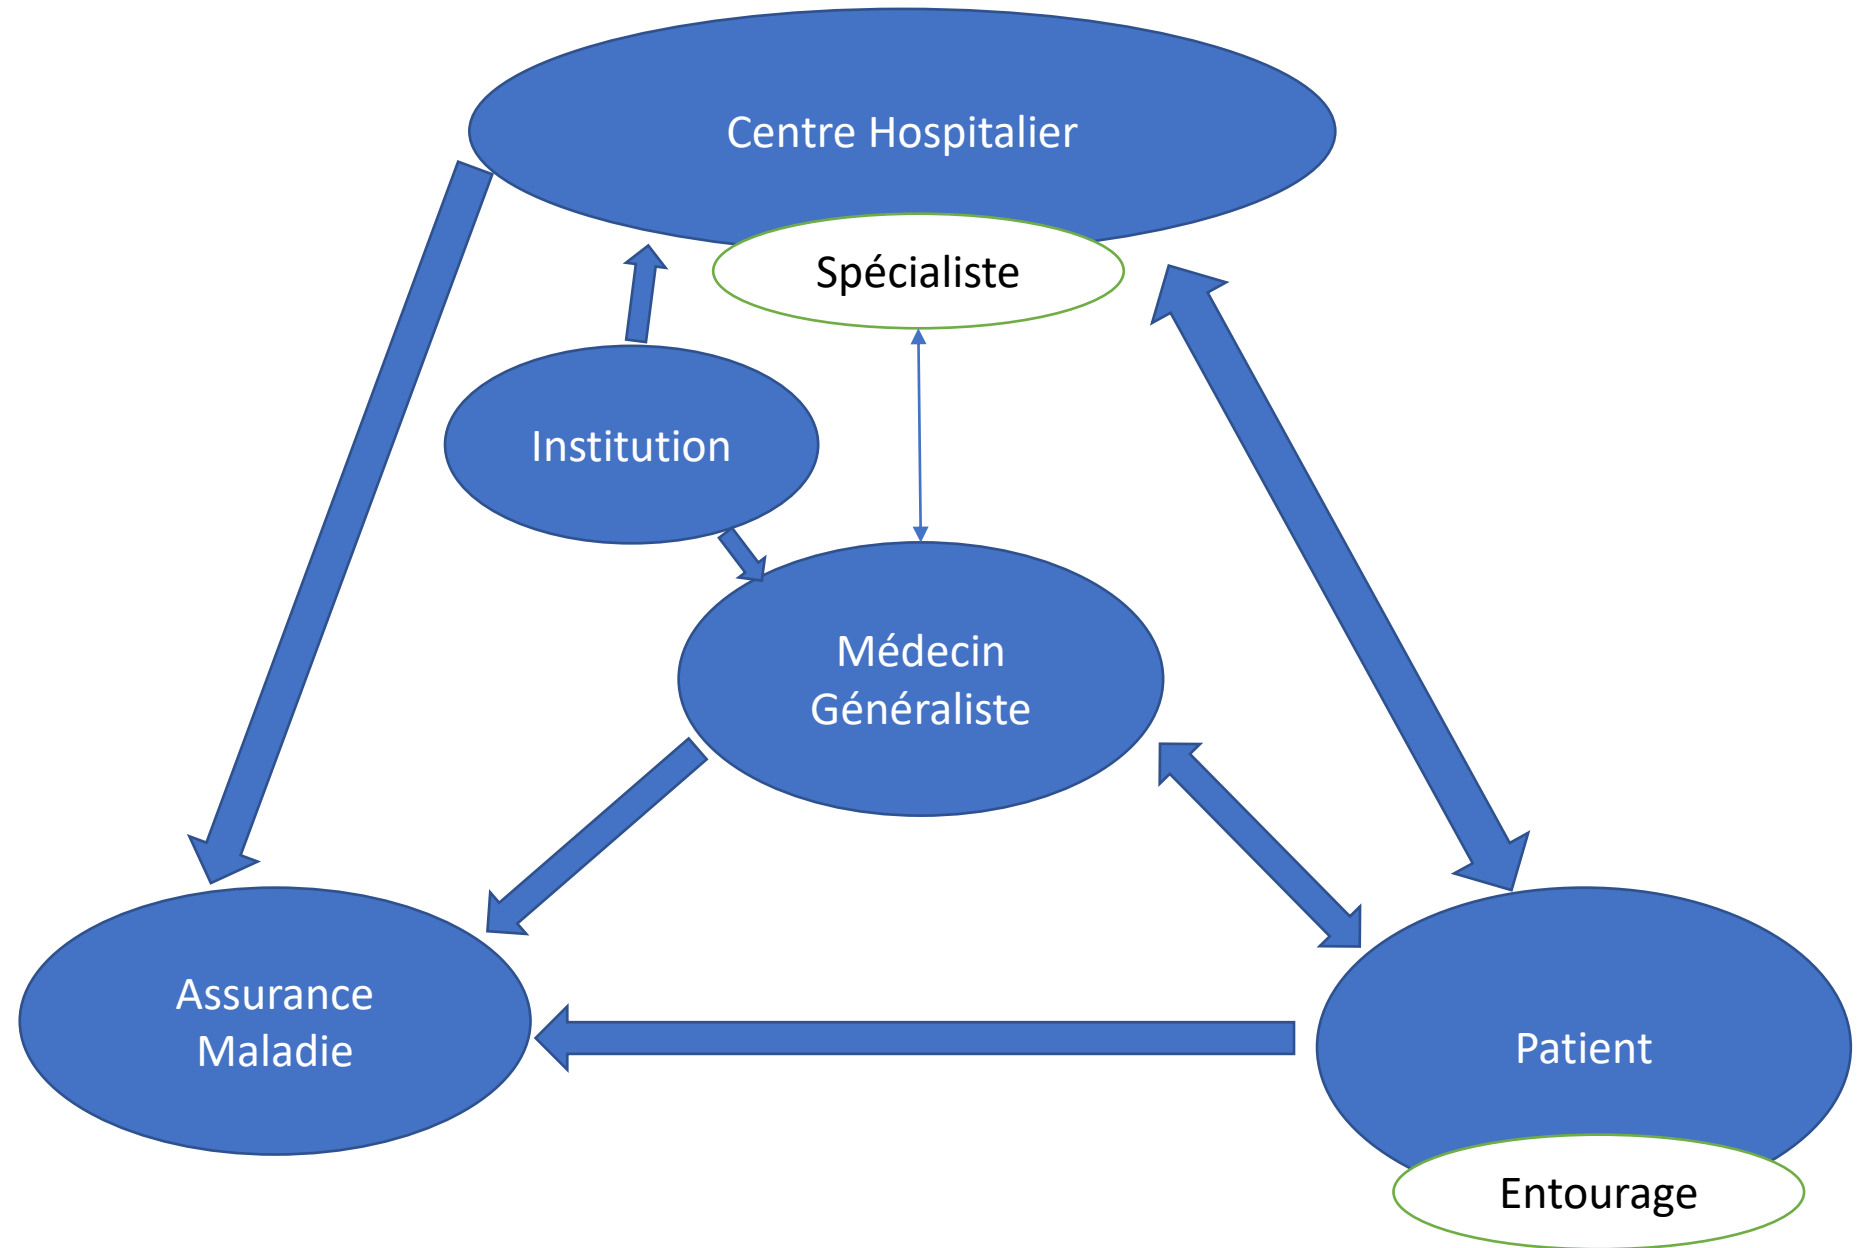 Centre Hospitalier
Spécialiste
Institution
Médecin
Généraliste
Assurance
Maladie
Patient
Entourage